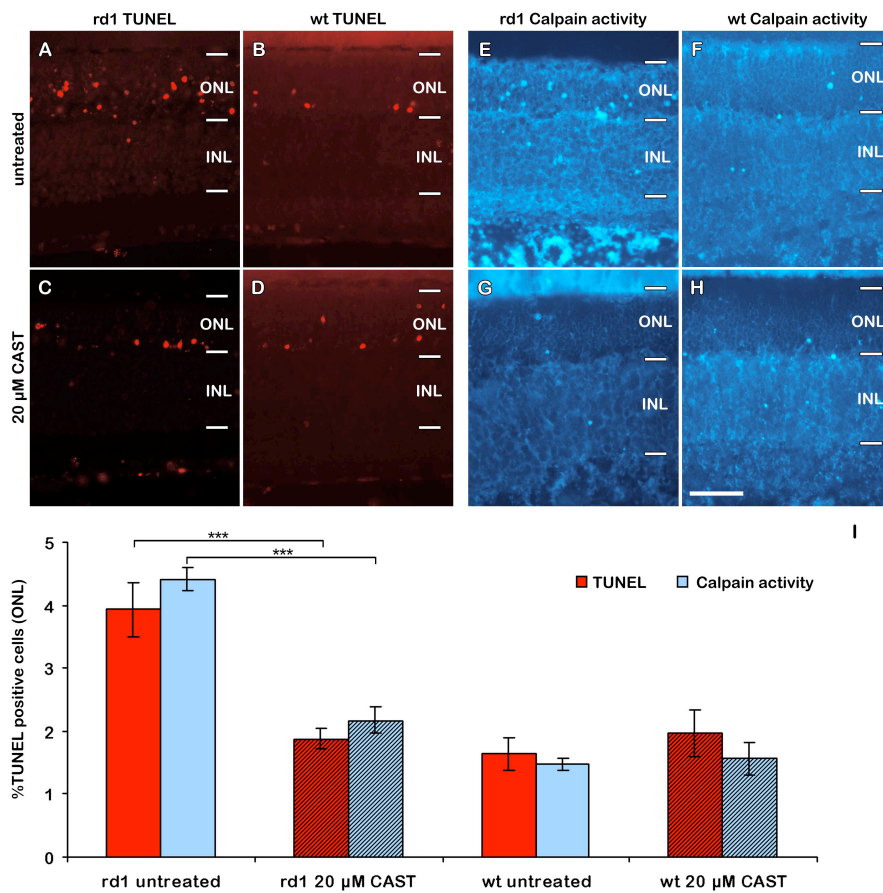 rd1 TUNEL
wt TUNEL
rd1 Calpain activity
wt Calpain activity
untreated
A
ONL
INL
B
ONL
INL
E
ONL
INL
F
ONL
INL
20 µM CAST
C
ONL
INL
D
ONL
INL
G
ONL
INL
H
ONL
INL
I
%TUNEL positive cells (ONL)
5
4
3
2
1
0
***
***
TUNEL
Calpain activity
rd1 untreated
rd1 20 µM CAST
wt untreated
wt 20 µM CAST